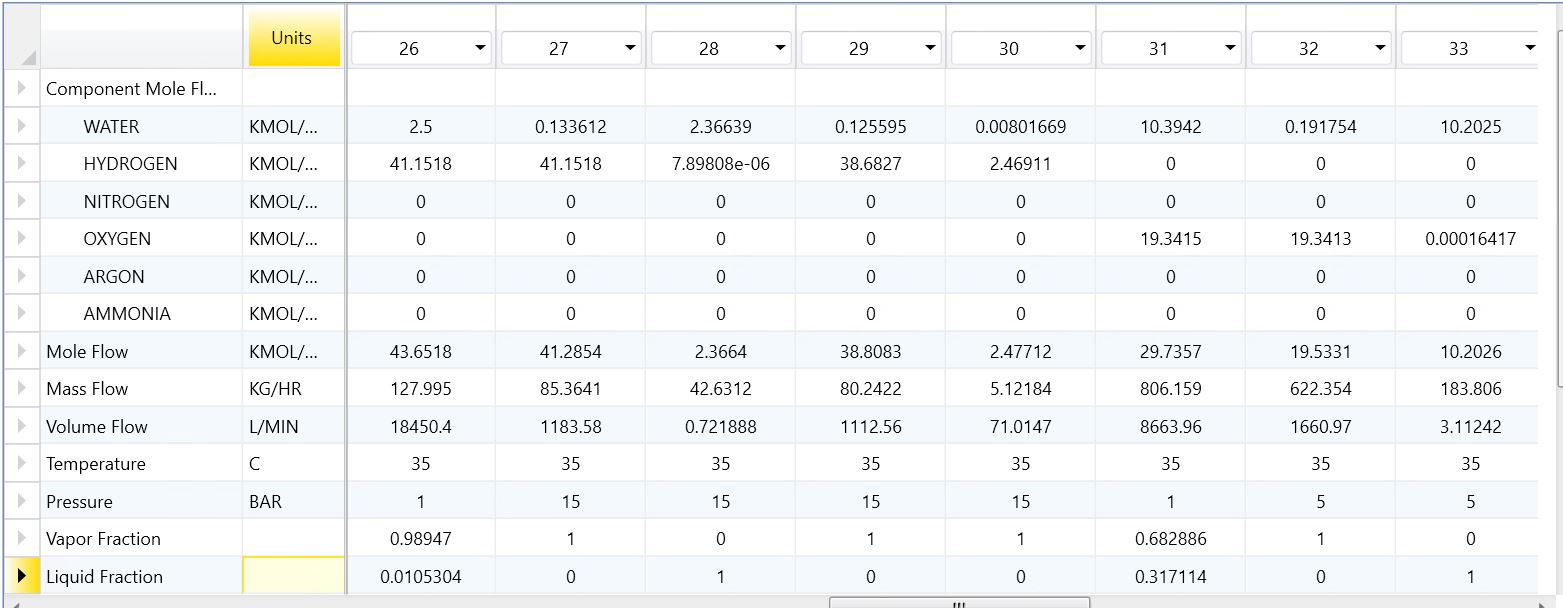 Units 26 27 28 29 30 31 32 33
Component Mole Fl...
WATER KMOL/... 2.5 0.133612 2.36639 0.125595 0.00801669 10.3942 0.191754 10.2025
HYDROGEN KMOL/... 41.1518 41.1518 7.89808e-06 38.6827 2.46911 0 0 0
NITROGEN KMOL/... 0 0 0 0 0 0 0 0
OXYGEN KMOL/... 0 0 0 0 0 19.3415 19.3413 0.00016417
ARGON KMOL/... 0 0 0 0 0 0 0 0
AMMONIA KMOL/... 0 0 0 0 0 0 0 0
Mole Flow KMOL/... 43.6518 41.2854 2.3664 38.8083 2.47712 29.7357 19.5331 10.2026
Mass Flow KG/HR 127.995 85.3641 42.6312 80.2422 5.12184 806.159 622.354 183.806
Volume Flow L/MIN 18450.4 1183.58 0.721888 1112.56 71.0147 8663.96 1660.97 3.11242
Temperature C 35 35 35 35 35 35 35 35
Pressure BAR 1 15 15 15 15 1 5 5
Vapor Fraction 0.98947 1 0 1 1 0.682886 1 0
Liquid Fraction 0.0105304 0 1 0 0 0.317114 0 1